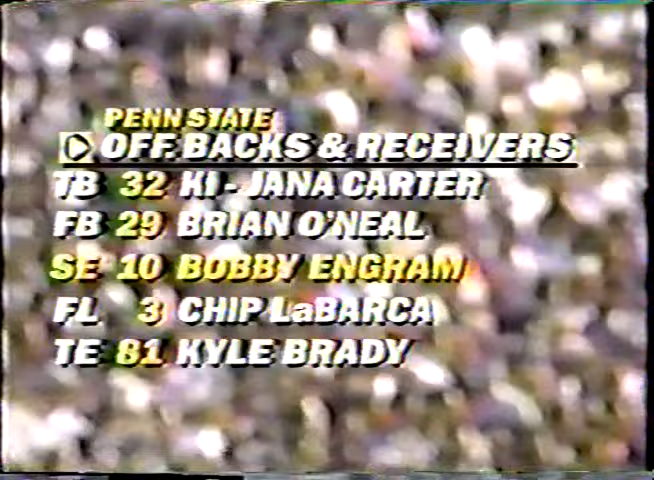 PENN STATE
OFF. BACKS & RECEIVERS
TB 32 KI-JANA CARTER
FB 29 BRIAN O'NEAL
SE 10 BOBBY ENGRAM
FL 3 CHIP LaBARCA
TE 81 KYLE BRADY